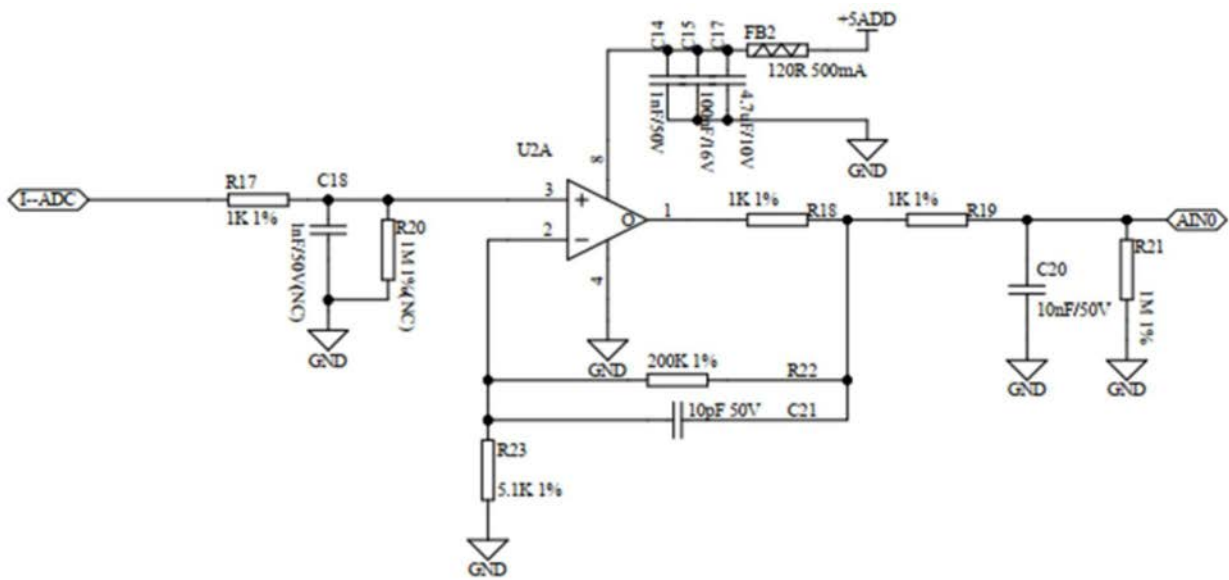 +5ADD
C14
C15
C17
FB2
120R 500mA
1nF/50V
100nF/16V
4.7uF/10V
GND
U2A
8
I--ADC
R17
1K 1%
C18
1nF/50V(NC)
R20
1M 1%(NC)
GND
3
+
2
−
1
4
GND
1K 1%
R18
1K 1%
R19
AIN0
C20
10nF/50V
GND
R21
1M 1%
GND
200K 1%
R22
10pF 50V
C21
R23
5.1K 1%
GND